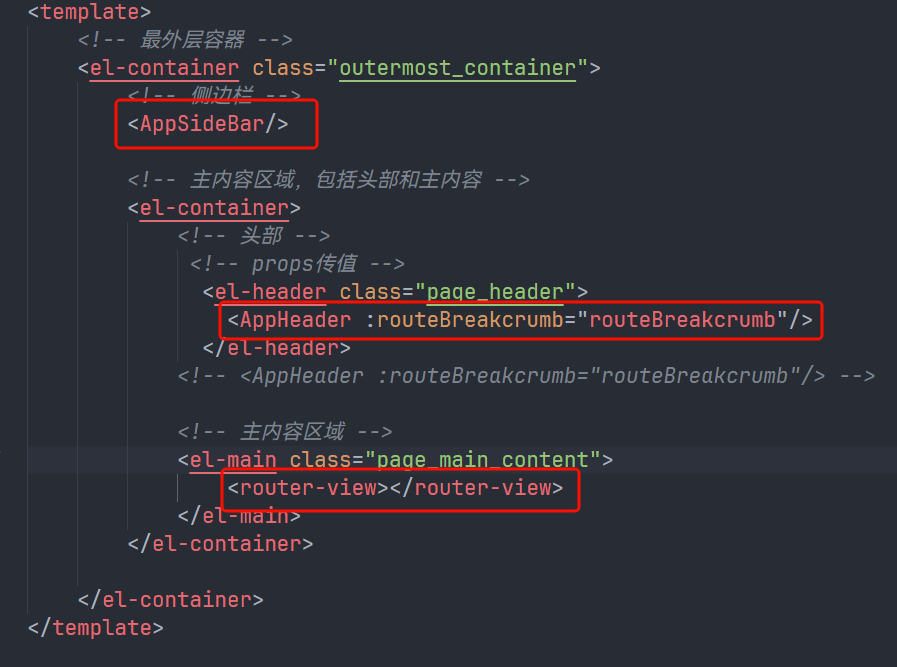 <template>
<!-- 最外层容器 -->
<el-container class="outermost_container">
<!-- 侧边栏 -->
<AppSideBar/>
<!-- 主内容区域，包括头部和主内容 -->
<el-container>
<!-- 头部 -->
<!-- props传值 -->
<el-header class="page_header">
<AppHeader :routeBreakcrumb="routeBreakcrumb"/>
</el-header>
<!-- <AppHeader :routeBreakcrumb="routeBreakcrumb"/> -->
<!-- 主内容区域 -->
<el-main class="page_main_content">
<router-view></router-view>
</el-main>
</el-container>
</el-container>
</template>